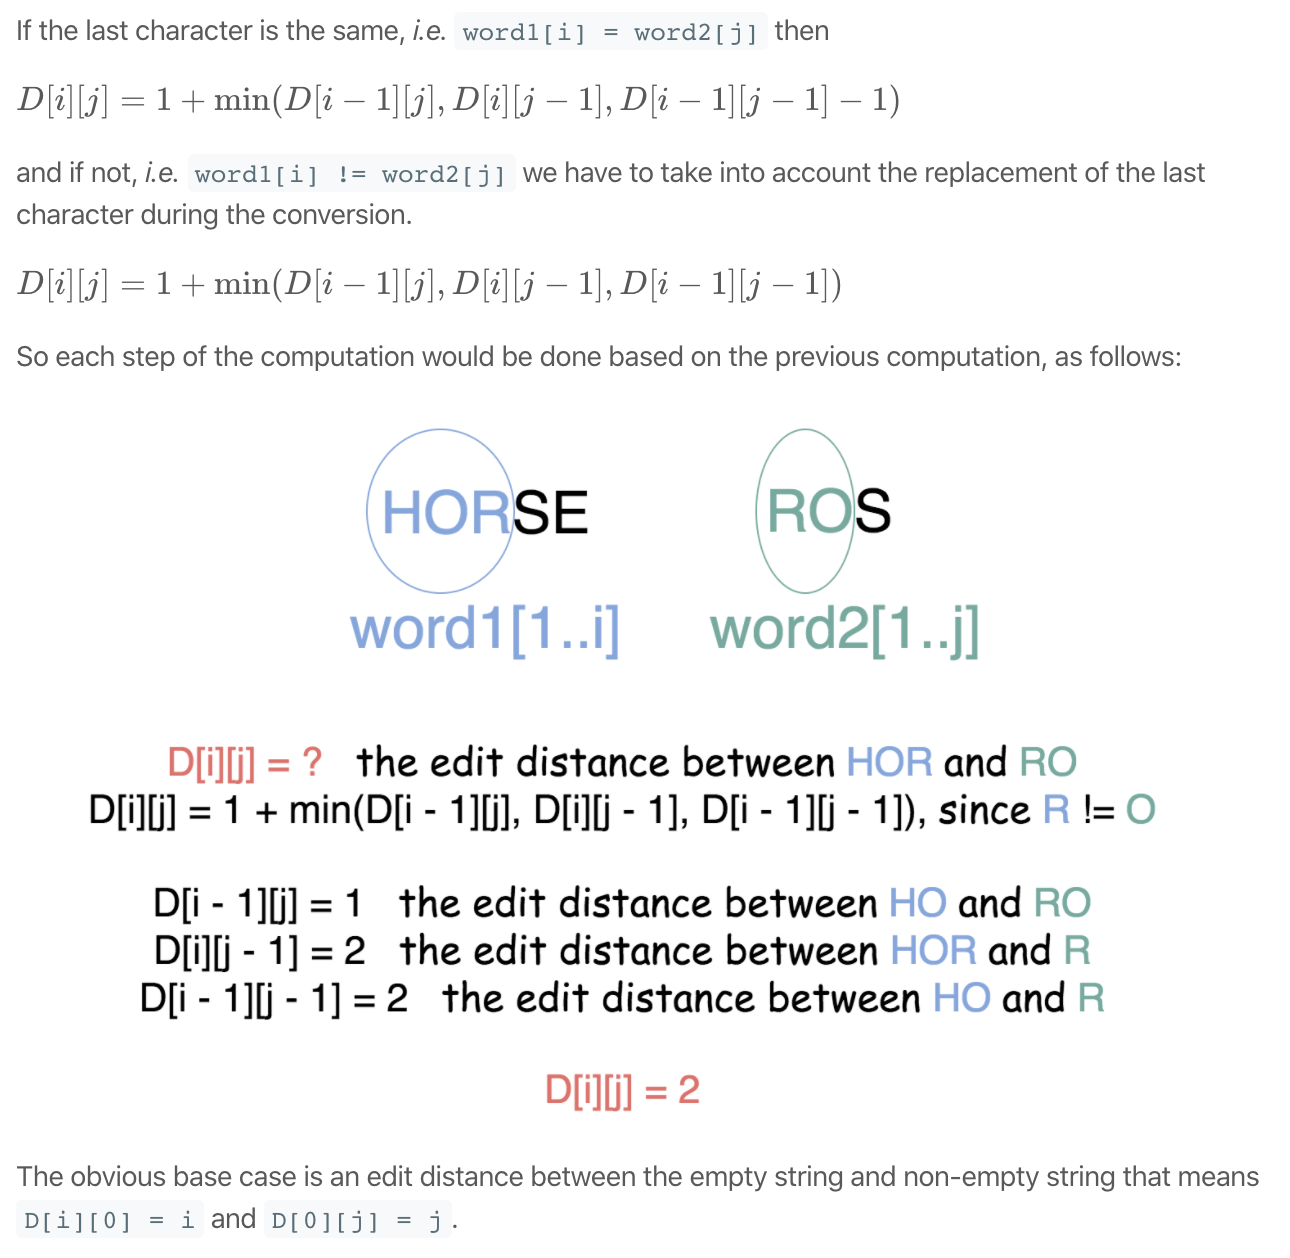 If the last character is the same, i.e. word1[i] = word2[j] then
D[i][j] = 1 + min(D[i − 1][j], D[i][j − 1], D[i − 1][j − 1] − 1)
and if not, i.e. word1[i] != word2[j] we have to take into account the replacement of the last
character during the conversion.
D[i][j] = 1 + min(D[i − 1][j], D[i][j − 1], D[i − 1][j − 1])
So each step of the computation would be done based on the previous computation, as follows:
HORSE ROS
word1[1..i] word2[1..j]
D[i][j] = ? the edit distance between HOR and RO
D[i][j] = 1 + min(D[i - 1][j], D[i][j - 1], D[i - 1][j - 1]), since R != O
D[i - 1][j] = 1 the edit distance between HO and RO
D[i][j - 1] = 2 the edit distance between HOR and R
D[i - 1][j - 1] = 2 the edit distance between HO and R
D[i][j] = 2
The obvious base case is an edit distance between the empty string and non-empty string that means
D[i][0] = i and D[0][j] = j.